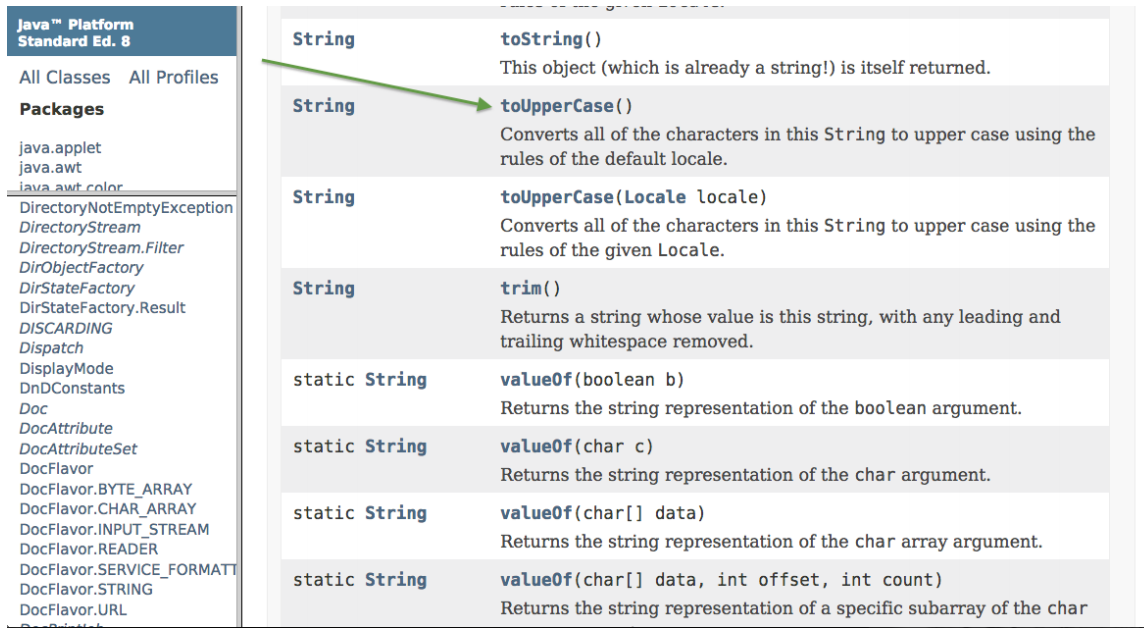 Java™ Platform
Standard Ed. 8
All Classes All Profiles
Packages
java.applet
java.awt
java.awt.color
DirectoryNotEmptyException
DirectoryStream
DirectoryStream.Filter
DirObjectFactory
DirStateFactory
DirStateFactory.Result
DISCARDING
Dispatch
DisplayMode
DnDConstants
Doc
DocAttribute
DocAttributeSet
DocFlavor
DocFlavor.BYTE_ARRAY
DocFlavor.CHAR_ARRAY
DocFlavor.INPUT_STREAM
DocFlavor.READER
DocFlavor.SERVICE_FORMATT
DocFlavor.STRING
DocFlavor.URL
DocPrintJob
rules of the given Locale.
String toString()
This object (which is already a string!) is itself returned.
String toUpperCase()
Converts all of the characters in this String to upper case using the
rules of the default locale.
String toUpperCase(Locale locale)
Converts all of the characters in this String to upper case using the
rules of the given Locale.
String trim()
Returns a string whose value is this string, with any leading and
trailing whitespace removed.
static String valueOf(boolean b)
Returns the string representation of the boolean argument.
static String valueOf(char c)
Returns the string representation of the char argument.
static String valueOf(char[] data)
Returns the string representation of the char array argument.
static String valueOf(char[] data, int offset, int count)
Returns the string representation of a specific subarray of the char